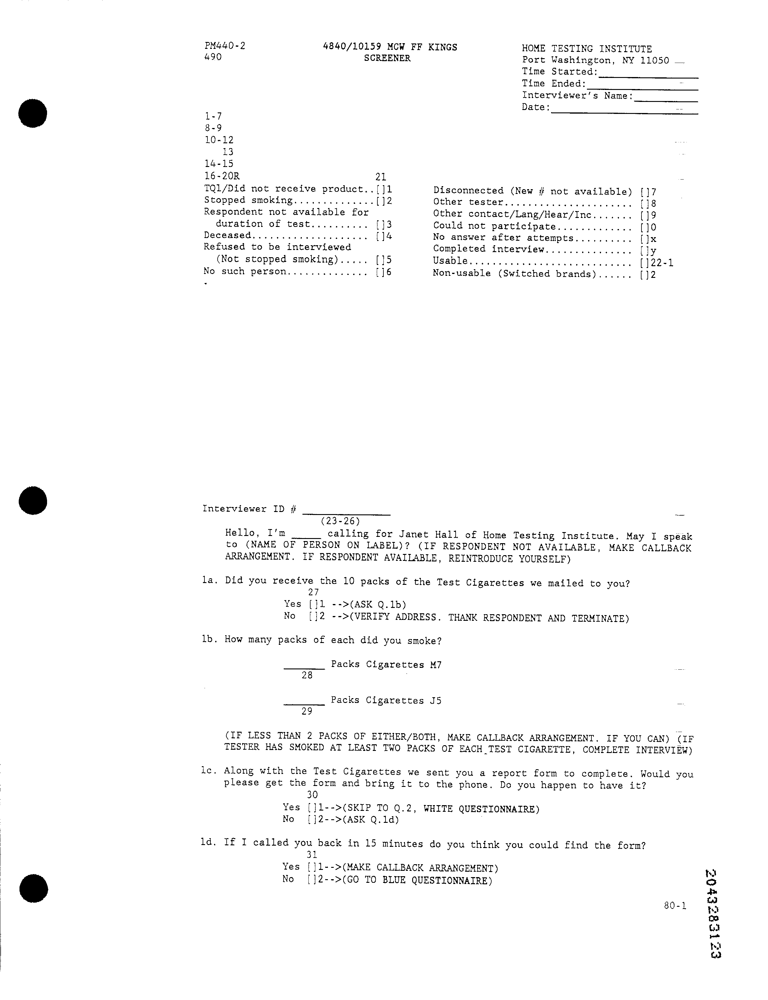 PM440-2
490
4840/10159 MCW FF KINGS
SCREENER
HOME TESTING INSTITUTE
Port Washington, NY 11050
Time Started:
Time Ended:
Interviewer's Name:
Date:
1-7
8-9
10-12
13
14-15
16-20R 21
TQ1/Did not receive product..[]1
Stopped smoking..............[]2
Respondent not available for
duration of test.......... []3
Deceased.................... []4
Refused to be interviewed
(Not stopped smoking)..... []5
No such person.............. []6
Disconnected (New # not available) []7
Other tester...................... []8
Other contact/Lang/Hear/Inc....... []9
Could not participate............. []0
No answer after attempts.......... []x
Completed interview............... []y
Usable............................ []22-1
Non-usable (Switched brands)...... []2
Interviewer ID # _______________
(23-26)
Hello, I'm _____ calling for Janet Hall of Home Testing Institute. May I speak
to (NAME OF PERSON ON LABEL)? (IF RESPONDENT NOT AVAILABLE, MAKE CALLBACK
ARRANGEMENT. IF RESPONDENT AVAILABLE, REINTRODUCE YOURSELF)
1a. Did you receive the 10 packs of the Test Cigarettes we mailed to you?
27
Yes []1 -->(ASK Q.1b)
No []2 -->(VERIFY ADDRESS. THANK RESPONDENT AND TERMINATE)
1b. How many packs of each did you smoke?
_______ Packs Cigarettes M7
28
_______ Packs Cigarettes J5
29
(IF LESS THAN 2 PACKS OF EITHER/BOTH, MAKE CALLBACK ARRANGEMENT. IF YOU CAN) (IF
TESTER HAS SMOKED AT LEAST TWO PACKS OF EACH TEST CIGARETTE, COMPLETE INTERVIEW)
1c. Along with the Test Cigarettes we sent you a report form to complete. Would you
please get the form and bring it to the phone. Do you happen to have it?
30
Yes []1-->(SKIP TO Q.2, WHITE QUESTIONNAIRE)
No []2-->(ASK Q.1d)
1d. If I called you back in 15 minutes do you think you could find the form?
31
Yes []1-->(MAKE CALLBACK ARRANGEMENT)
No []2-->(GO TO BLUE QUESTIONNAIRE)
80-1
2043283123